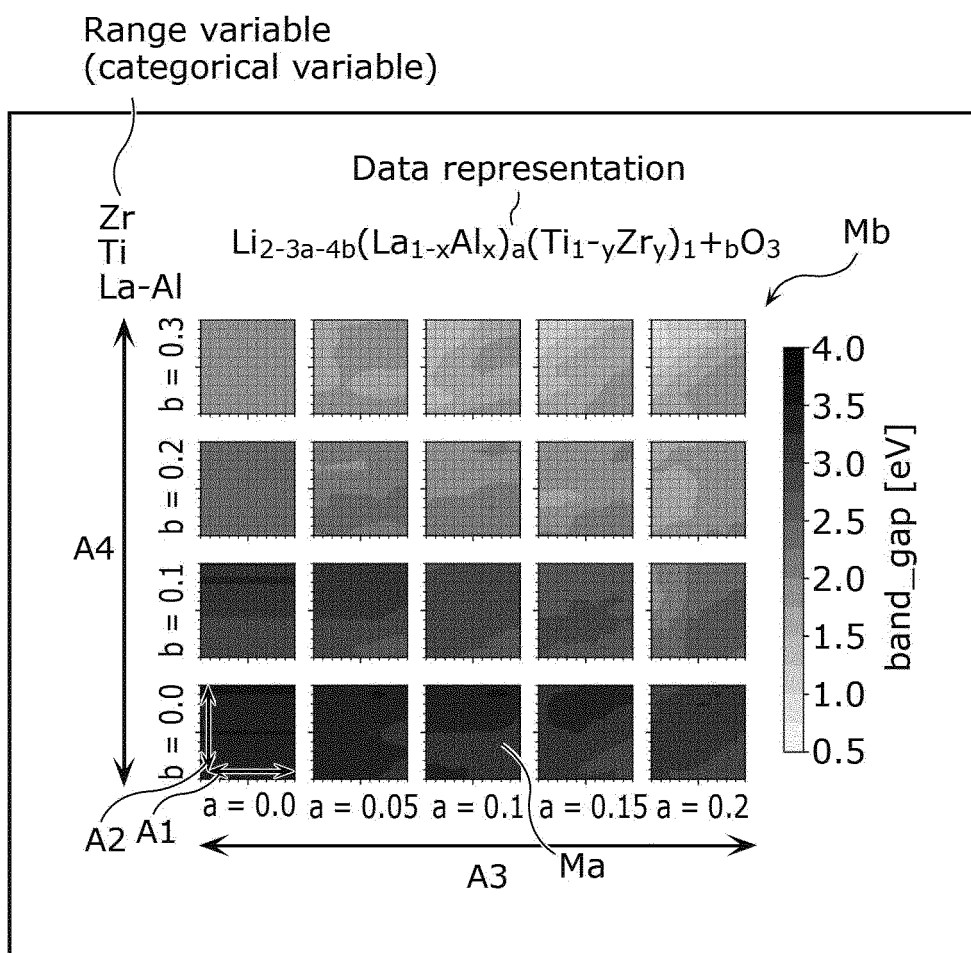 Range variable
(categorical variable)
Data representation
Zr
Ti
La-Al
Li2-3a-4b(La1-xAlx)a(Ti1-yZry)1+bO3
Mb
b = 0.3
b = 0.2
b = 0.1
b = 0.0
A4
4.0
3.5
3.0
2.5
2.0
1.5
1.0
0.5
band_gap [eV]
a = 0.0 a = 0.05 a = 0.1 a = 0.15 a = 0.2
A2 A1
A3
Ma